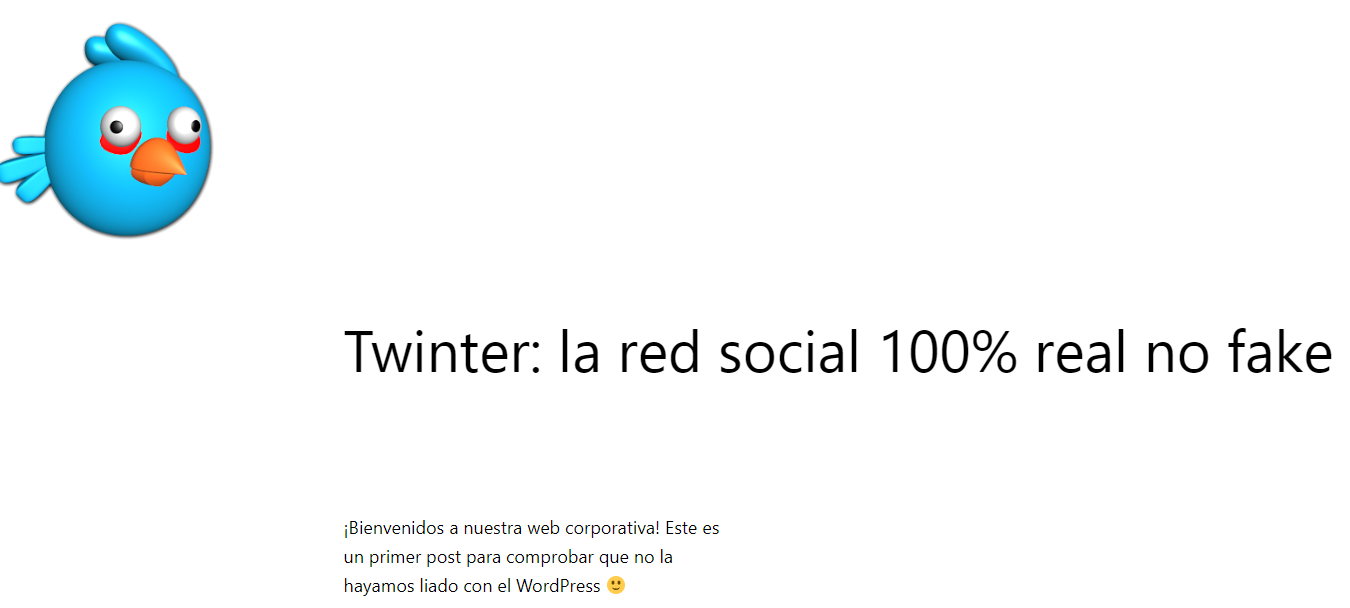 Twinter: la red social 100% real no fake
¡Bienvenidos a nuestra web corporativa! Este es
un primer post para comprobar que no la
hayamos liado con el WordPress 🙂